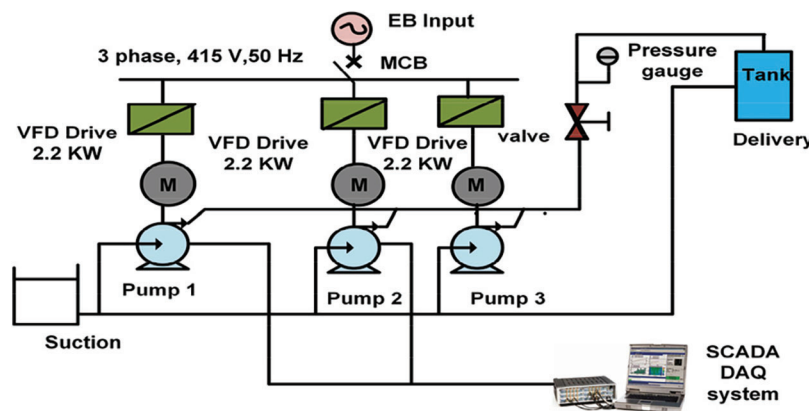 EB Input
3 phase, 415 V,50 Hz
MCB
Pressure
gauge
Tank
VFD Drive
2.2 KW
VFD Drive
2.2 KW
VFD Drive
2.2 KW
valve
Delivery
M
M
M
Pump 1
Pump 2
Pump 3
Suction
SCADA
DAQ
system